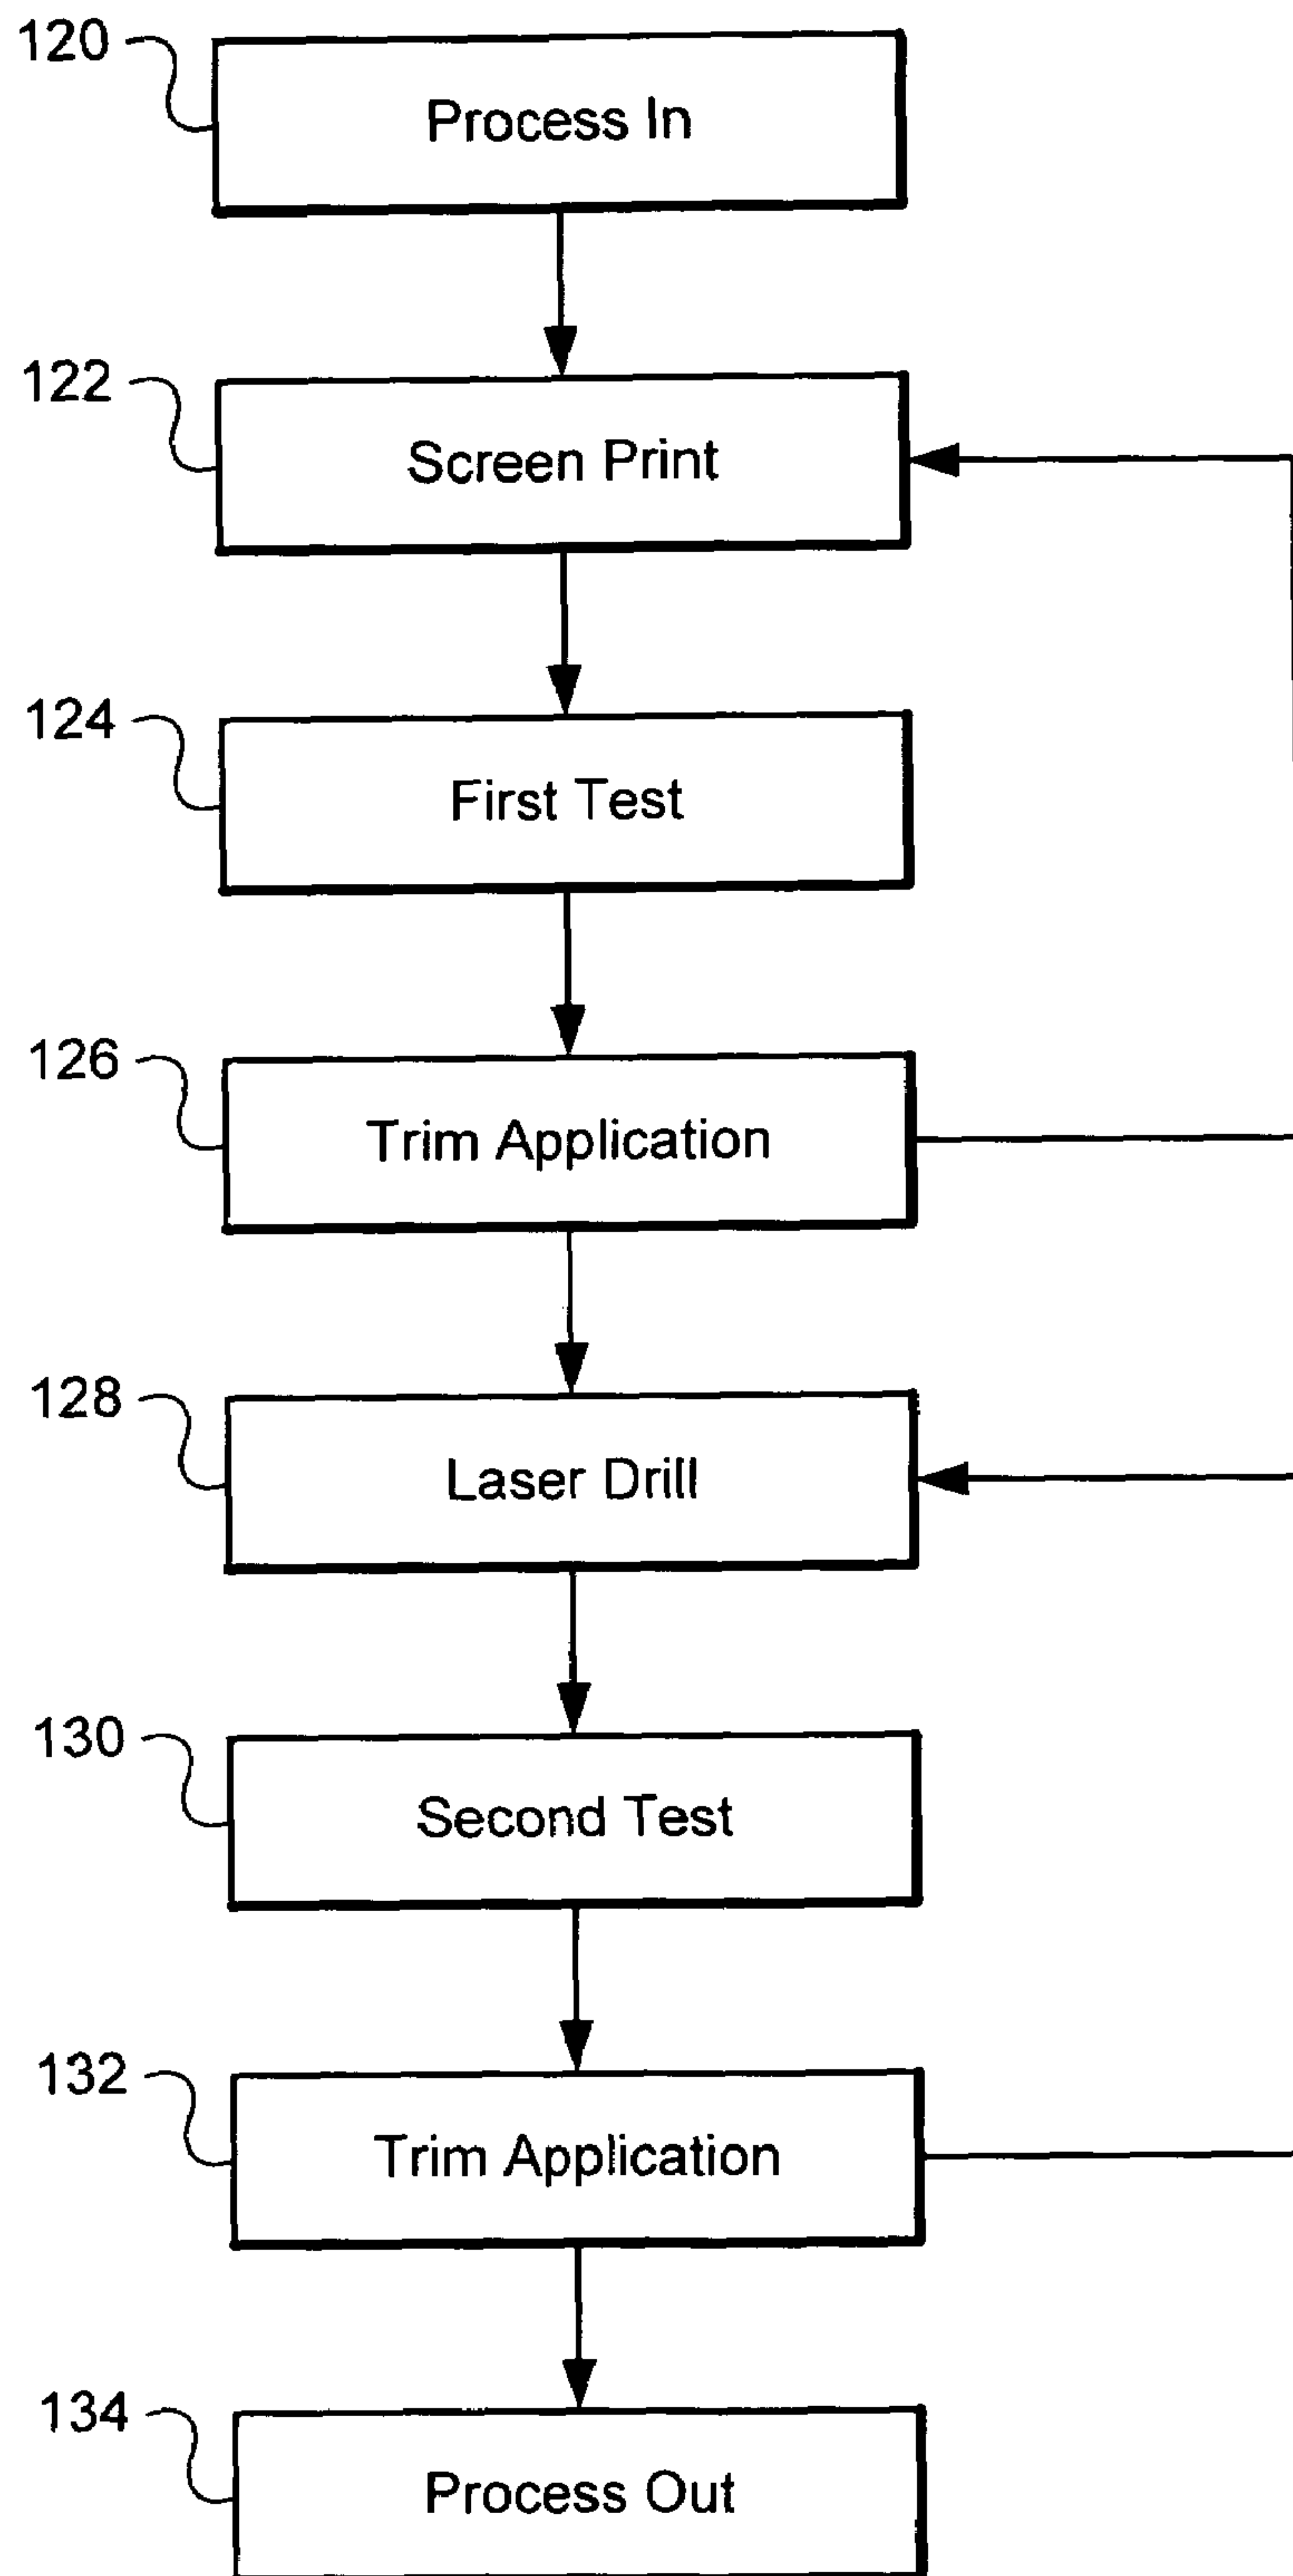 120
Process In
122
Screen Print
124
First Test
126
Trim Application
128
Laser Drill
130
Second Test
132
Trim Application
134
Process Out